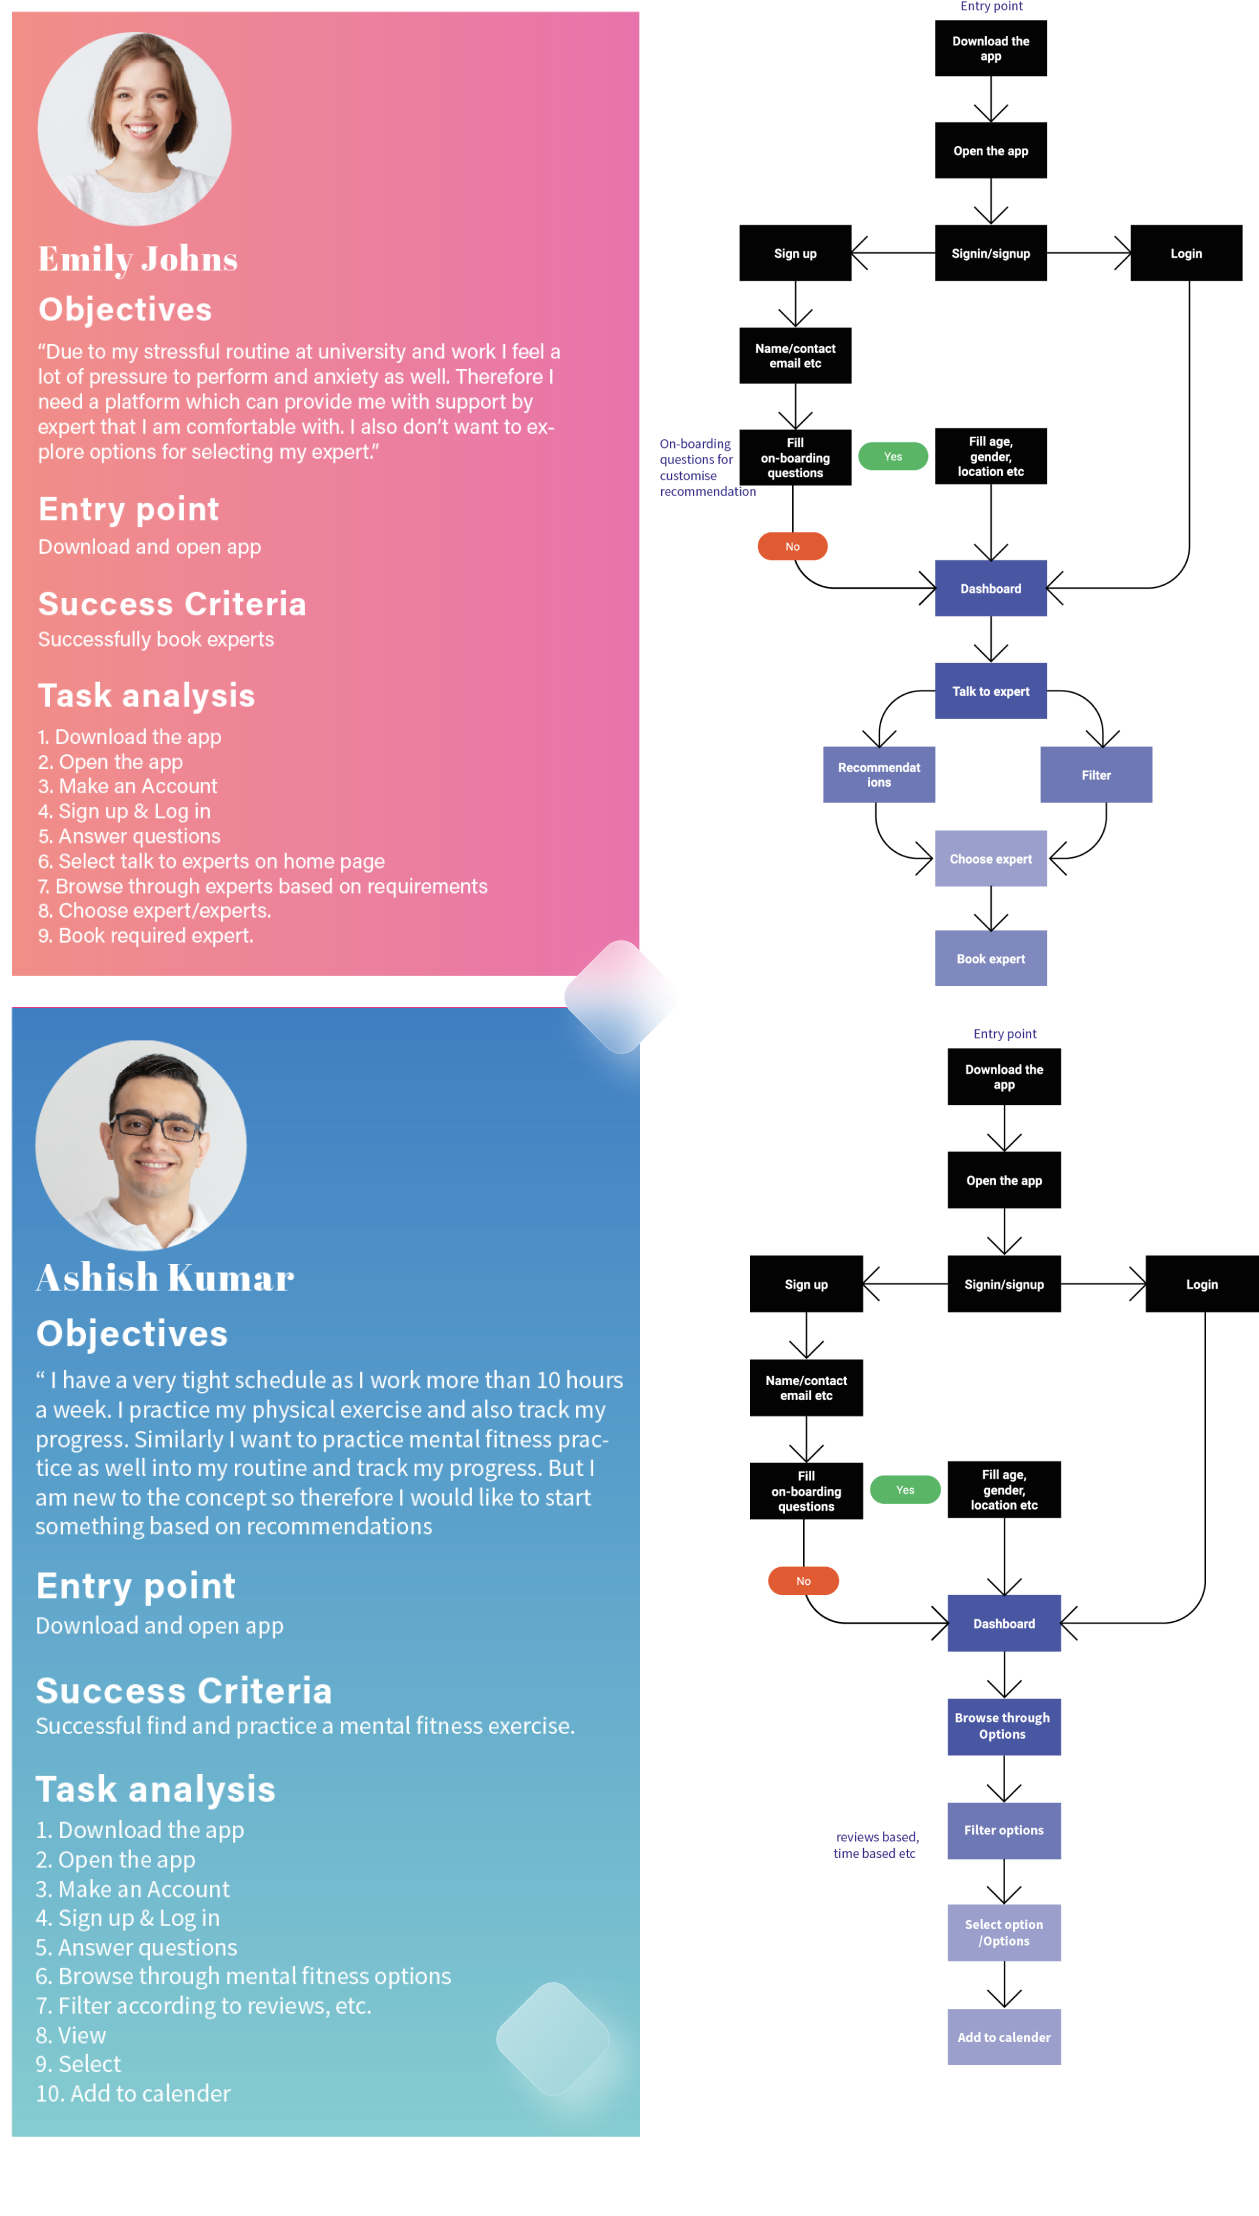 Emily Johns
Objectives
“Due to my stressful routine at university and work I feel a
lot of pressure to perform and anxiety as well. Therefore I
need a platform which can provide me with support by
expert that I am comfortable with. I also don’t want to ex-
plore options for selecting my expert.”
Entry point
Download and open app
Success Criteria
Successfully book experts
Task analysis
1. Download the app
2. Open the app
3. Make an Account
4. Sign up & Log in
5. Answer questions
6. Select talk to experts on home page
7. Browse through experts based on requirements
8. Choose expert/experts.
9. Book required expert.
Entry point
Download the
app
Open the app
Sign up
Signin/signup
Login
Name/contact
email etc
On-boarding
questions for
customise
recommendation
Fill
on-boarding
questions
Yes
Fill age,
gender,
location etc
No
Dashboard
Talk to expert
Recommendat
ions
Filter
Choose expert
Book expert
Ashish Kumar
Objectives
“ I have a very tight schedule as I work more than 10 hours
a week. I practice my physical exercise and also track my
progress. Similarly I want to practice mental fitness prac-
tice as well into my routine and track my progress. But I
am new to the concept so therefore I would like to start
something based on recommendations
Entry point
Download and open app
Success Criteria
Successful find and practice a mental fitness exercise.
Task analysis
1. Download the app
2. Open the app
3. Make an Account
4. Sign up & Log in
5. Answer questions
6. Browse through mental fitness options
7. Filter according to reviews, etc.
8. View
9. Select
10. Add to calender
Entry point
Download the
app
Open the app
Sign up
Signin/signup
Login
Name/contact
email etc
Fill
on-boarding
questions
Yes
Fill age,
gender,
location etc
No
Dashboard
Browse through
Options
reviews based,
time based etc
Filter options
Select option
/Options
Add to calender